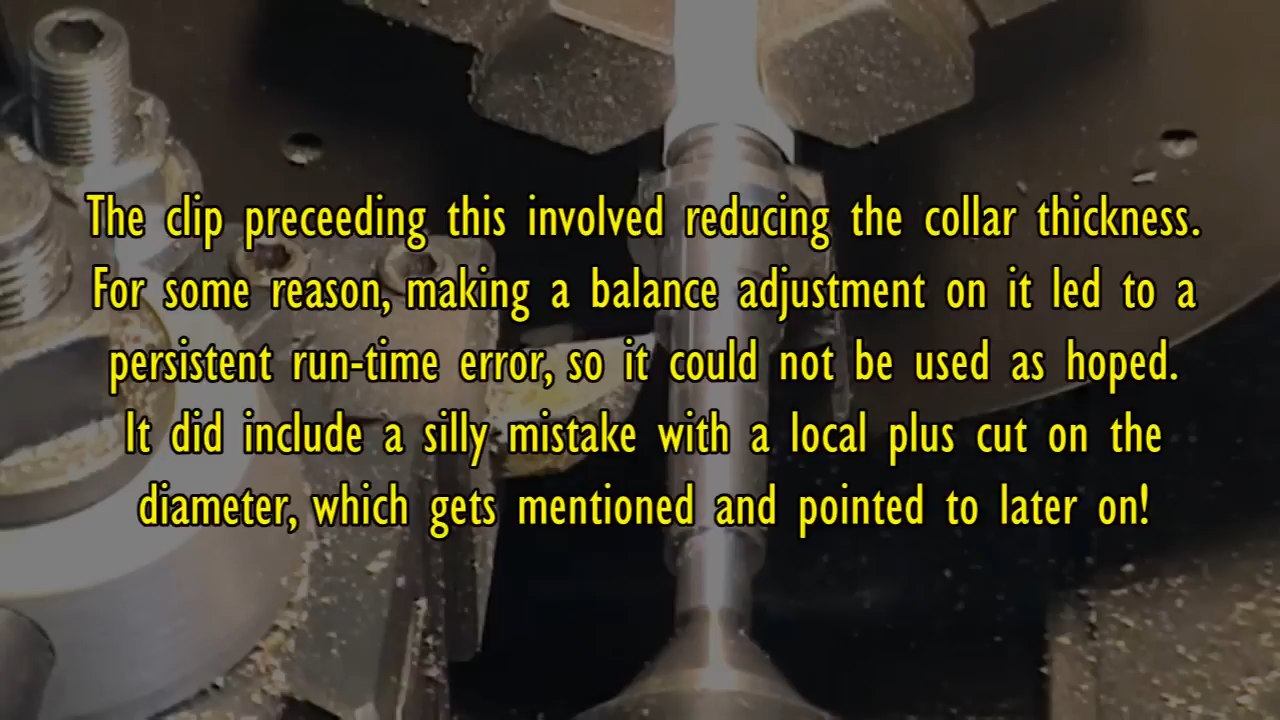 The clip preceeding this involved reducing the collar thickness.
For some reason, making a balance adjustment on it led to a
persistent run-time error, so it could not be used as hoped.
It did include a silly mistake with a local plus cut on the
diameter, which gets mentioned and pointed to later on!